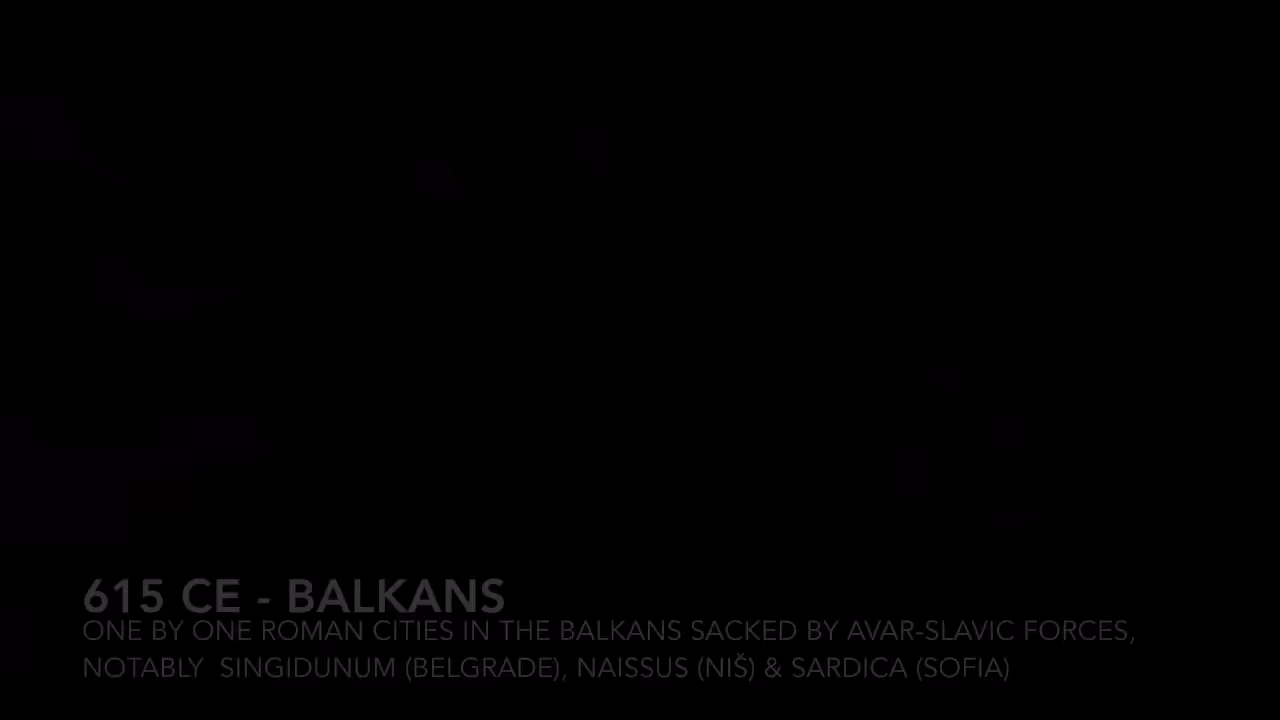 615 CE - BALKANS
ONE BY ONE ROMAN CITIES IN THE BALKANS SACKED BY AVAR-SLAVIC FORCES,
NOTABLY  SINGIDUNUM (BELGRADE), NAISSUS (NIŠ) & SARDICA (SOFIA)